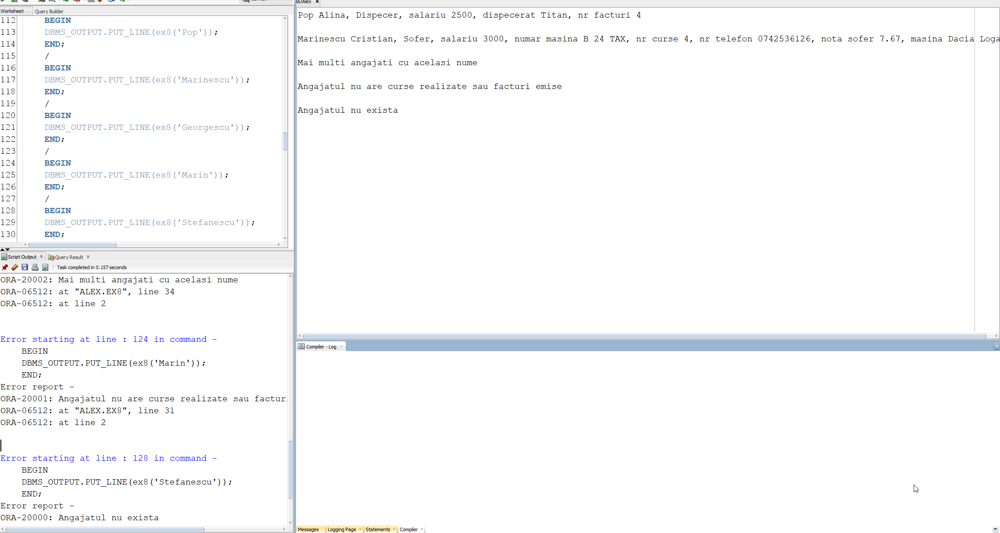 Worksheet Query Builder
112 BEGIN
113 DBMS_OUTPUT.PUT_LINE(ex8('Pop'));
114 END;
115 /
116 BEGIN
117 DBMS_OUTPUT.PUT_LINE(ex8('Marinescu'));
118 END;
119 /
120 BEGIN
121 DBMS_OUTPUT.PUT_LINE(ex8('Georgescu'));
122 END;
123 /
124 BEGIN
125 DBMS_OUTPUT.PUT_LINE(ex8('Marin'));
126 END;
127 /
128 BEGIN
129 DBMS_OUTPUT.PUT_LINE(ex8('Stefanescu'));
130 END;
Script Output x Query Result x
Task completed in 0.157 seconds
ORA-20002: Mai multi angajati cu acelasi nume
ORA-06512: at "ALEX.EX8", line 34
ORA-06512: at line 2
Error starting at line : 124 in command -
BEGIN
DBMS_OUTPUT.PUT_LINE(ex8('Marin'));
END;
Error report -
ORA-20001: Angajatul nu are curse realizate sau facturi
ORA-06512: at "ALEX.EX8", line 31
ORA-06512: at line 2
Error starting at line : 128 in command -
BEGIN
DBMS_OUTPUT.PUT_LINE(ex8('Stefanescu'));
END;
Error report -
ORA-20000: Angajatul nu exista
BDAlex x
Pop Alina, Dispecer, salariu 2500, dispecerat Titan, nr facturi 4
Marinescu Cristian, Sofer, salariu 3000, numar masina B 24 TAX, nr curse 4, nr telefon 0742536126, nota sofer 7.67, masina Dacia Loga
Mai multi angajati cu acelasi nume
Angajatul nu are curse realizate sau facturi emise
Angajatul nu exista
Compiler - Log x
Messages Logging Page x Statements x Compiler x